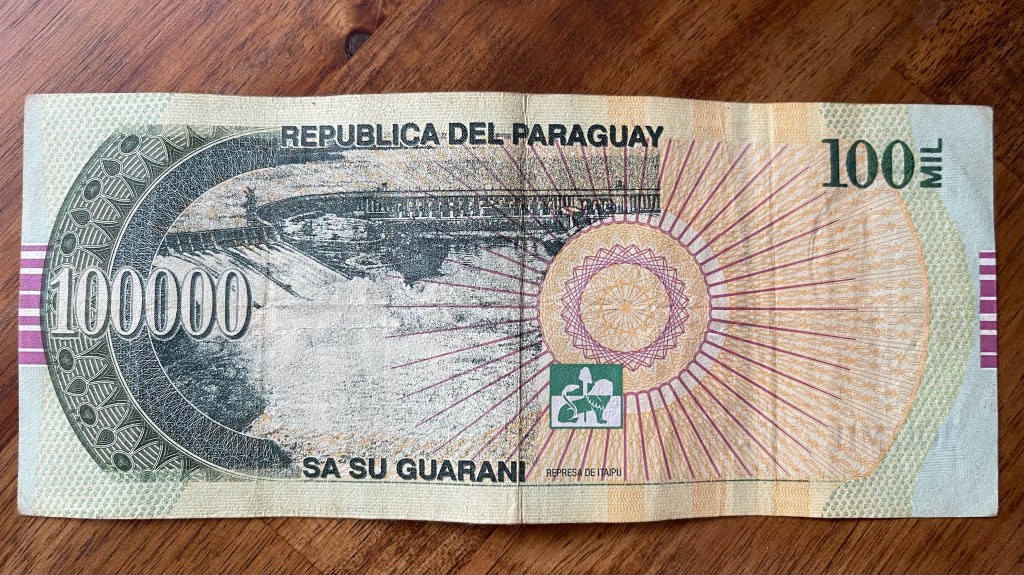 REPUBLICA DEL PARAGUAY
100 MIL
100000
SA SU GUARANI
REPRESA DE ITAIPU